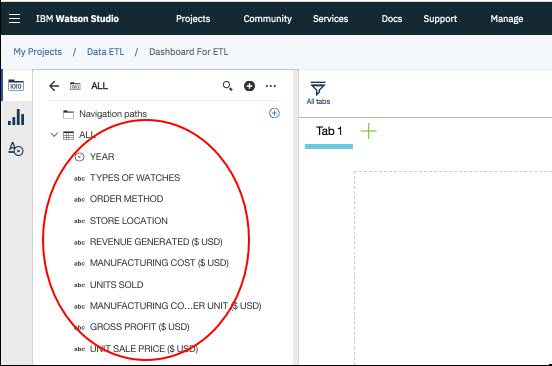 IBM Watson Studio Projects Community Services Docs Support Manage
My Projects / Data ETL / Dashboard For ETL
ALL
Navigation paths
ALL
YEAR
abc TYPES OF WATCHES
abc ORDER METHOD
abc STORE LOCATION
abc REVENUE GENERATED ($ USD)
abc MANUFACTURING COST ($ USD)
abc UNITS SOLD
abc MANUFACTURING CO...ER UNIT ($ USD)
abc GROSS PROFIT ($ USD)
abc UNIT SALE PRICE ($ USD)
All tabs
Tab 1